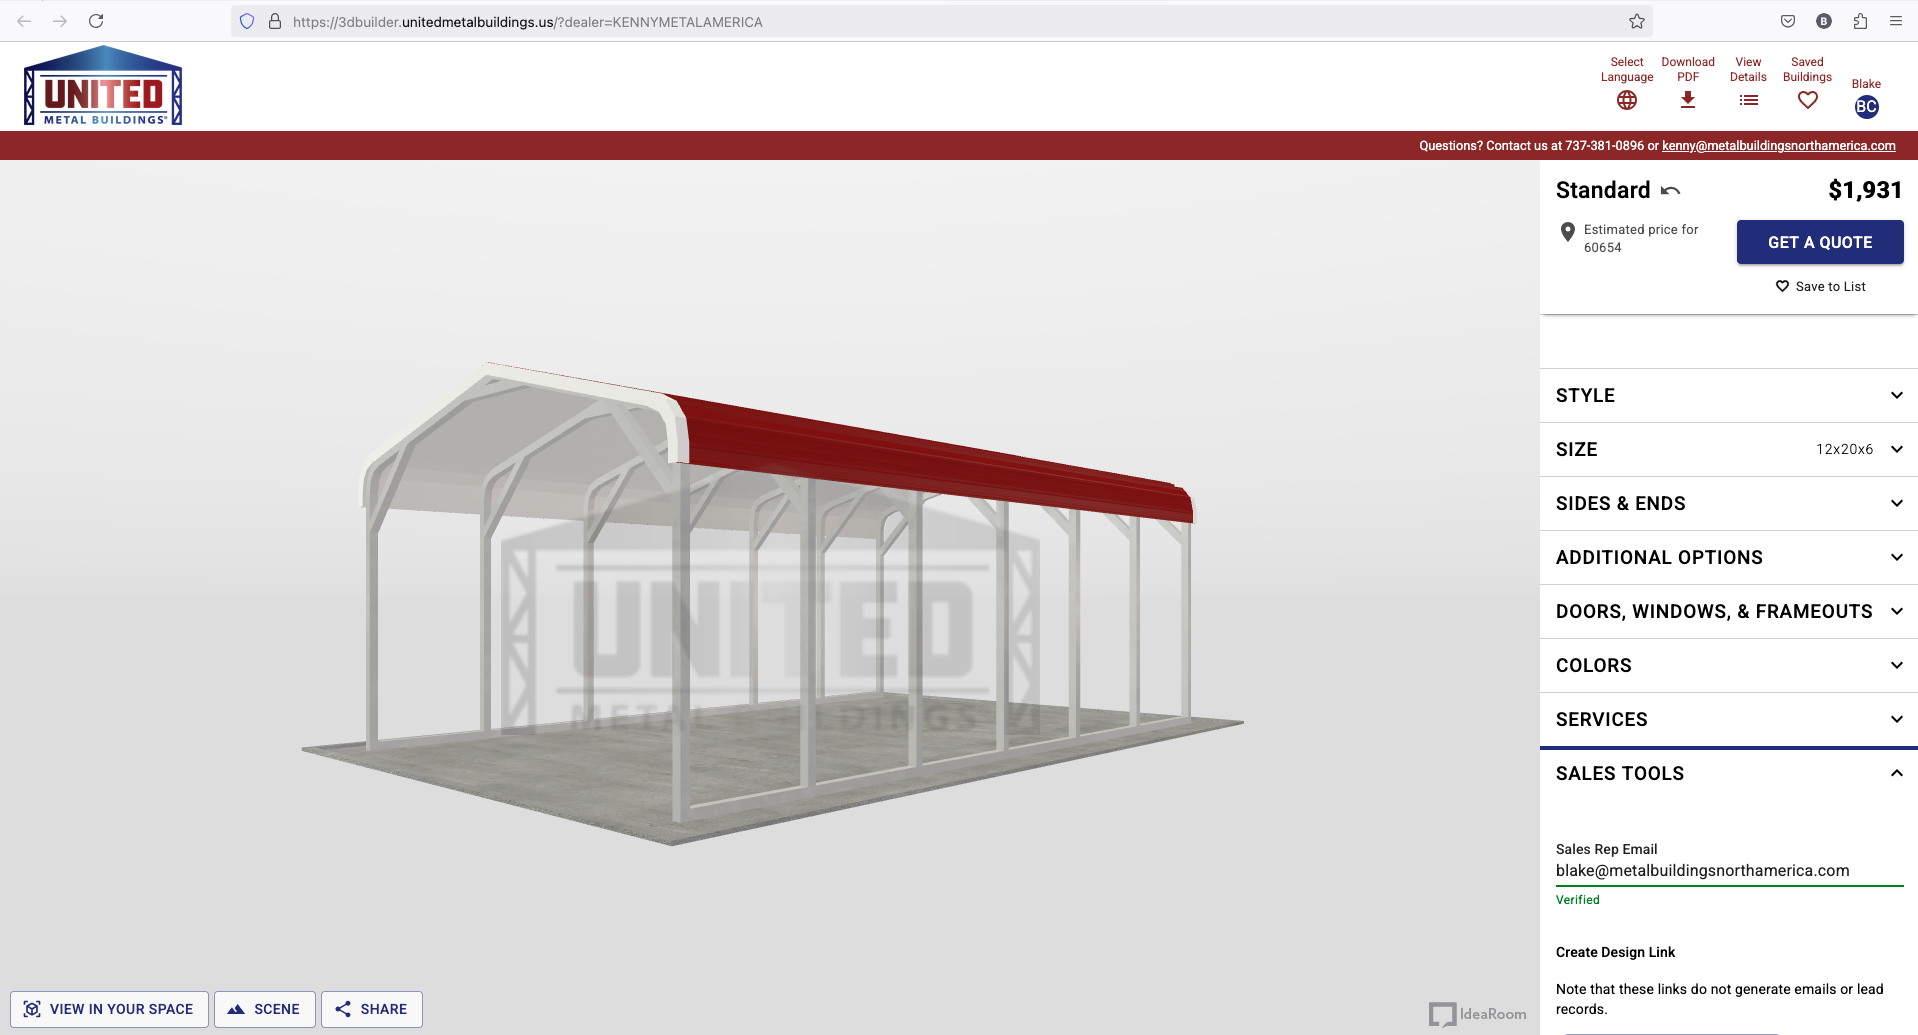 https://3dbuilder.unitedmetalbuildings.us/?dealer=KENNYMETALAMERICA
B
UNITED
METAL BUILDINGS®
Select Language
Download PDF
View Details
Saved Buildings
Blake
BC
Questions? Contact us at 737-381-0896 or kenny@metalbuildingsnorthamerica.com
Standard
$1,931
Estimated price for
60654
GET A QUOTE
Save to List
STYLE
SIZE 12x20x6
SIDES & ENDS
ADDITIONAL OPTIONS
DOORS, WINDOWS, & FRAMEOUTS
COLORS
SERVICES
SALES TOOLS
Sales Rep Email
blake@metalbuildingsnorthamerica.com
Verified
Create Design Link
Note that these links do not generate emails or lead
records.
UNITED
METAL BUILDINGS
VIEW IN YOUR SPACE
SCENE
SHARE
IdeaRoom